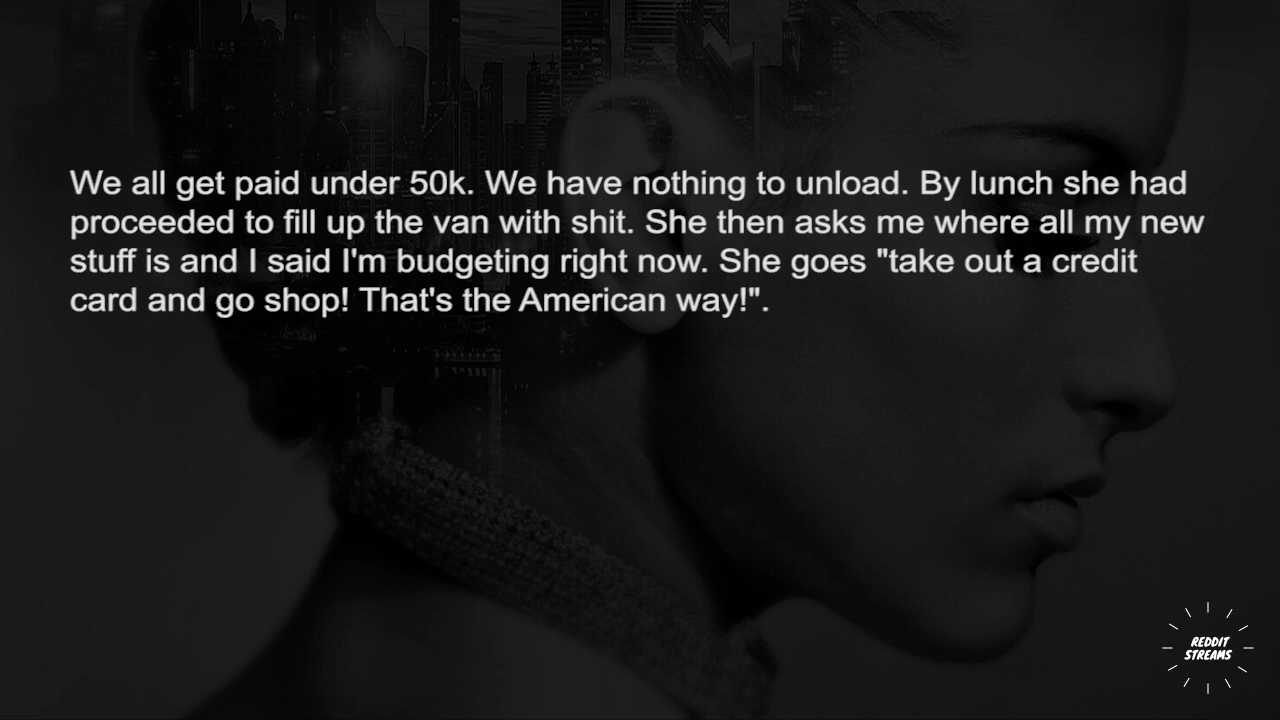 We all get paid under 50k. We have nothing to unload. By lunch she had
proceeded to fill up the van with shit. She then asks me where all my new
stuff is and I said I'm budgeting right now. She goes "take out a credit
card and go shop! That's the American way!".
REDDIT
STREAMS